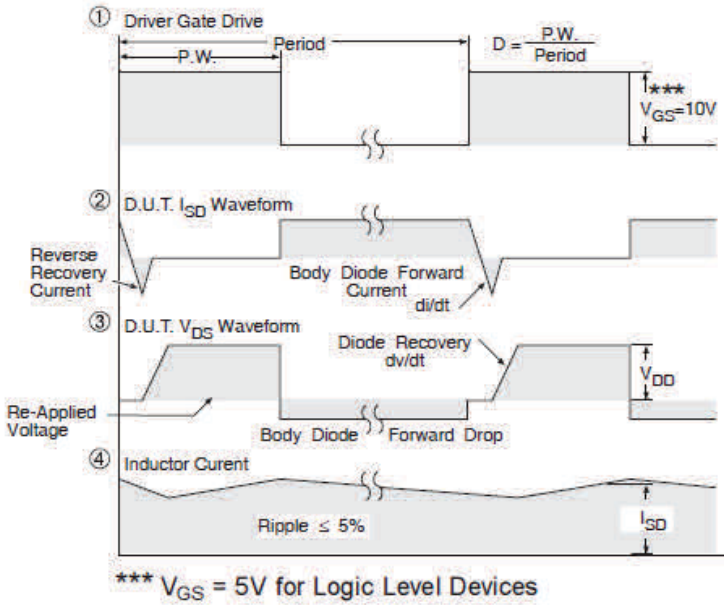 ① Driver Gate Drive
Period
P.W.
D = P.W. / Period
***
VGS=10V
② D.U.T. ISD Waveform
Reverse
Recovery
Current
Body Diode Forward
Current
di/dt
③ D.U.T. VDS Waveform
Diode Recovery
dv/dt
VDD
Re-Applied
Voltage
Body Diode Forward Drop
④ Inductor Curent
Ripple ≤ 5%
ISD
*** VGS = 5V for Logic Level Devices